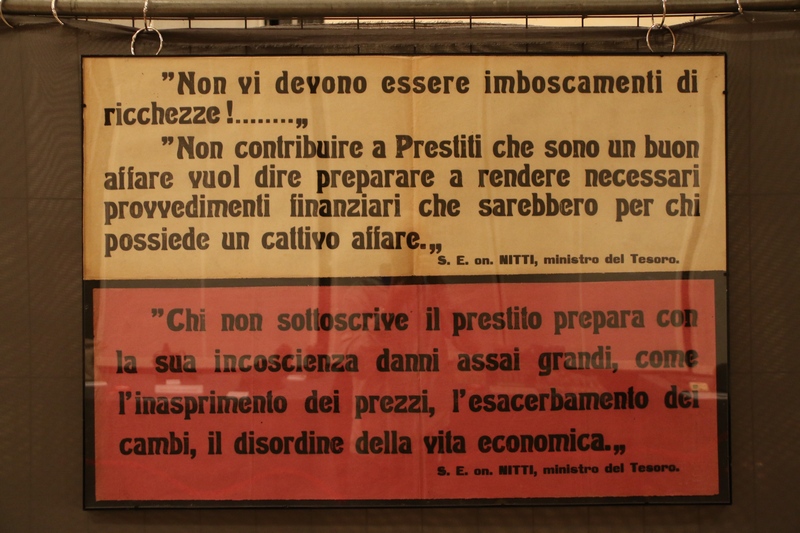 ”Non vi devono essere imboscamenti di
ricchezze!........„
”Non contribuire a Prestiti che sono un buon
affare vuol dire preparare a rendere necessari
provvedimenti finanziari che sarebbero per chi
possiede un cattivo affare.„
S. E. on. NITTI, ministro del Tesoro.
”Chi non sottoscrive il prestito prepara con
la sua incoscienza danni assai grandi, come
l'inasprimento dei prezzi, l'esacerbamento dei
cambi, il disordine della vita economica.„
S. E. on. NITTI, ministro del Tesoro.